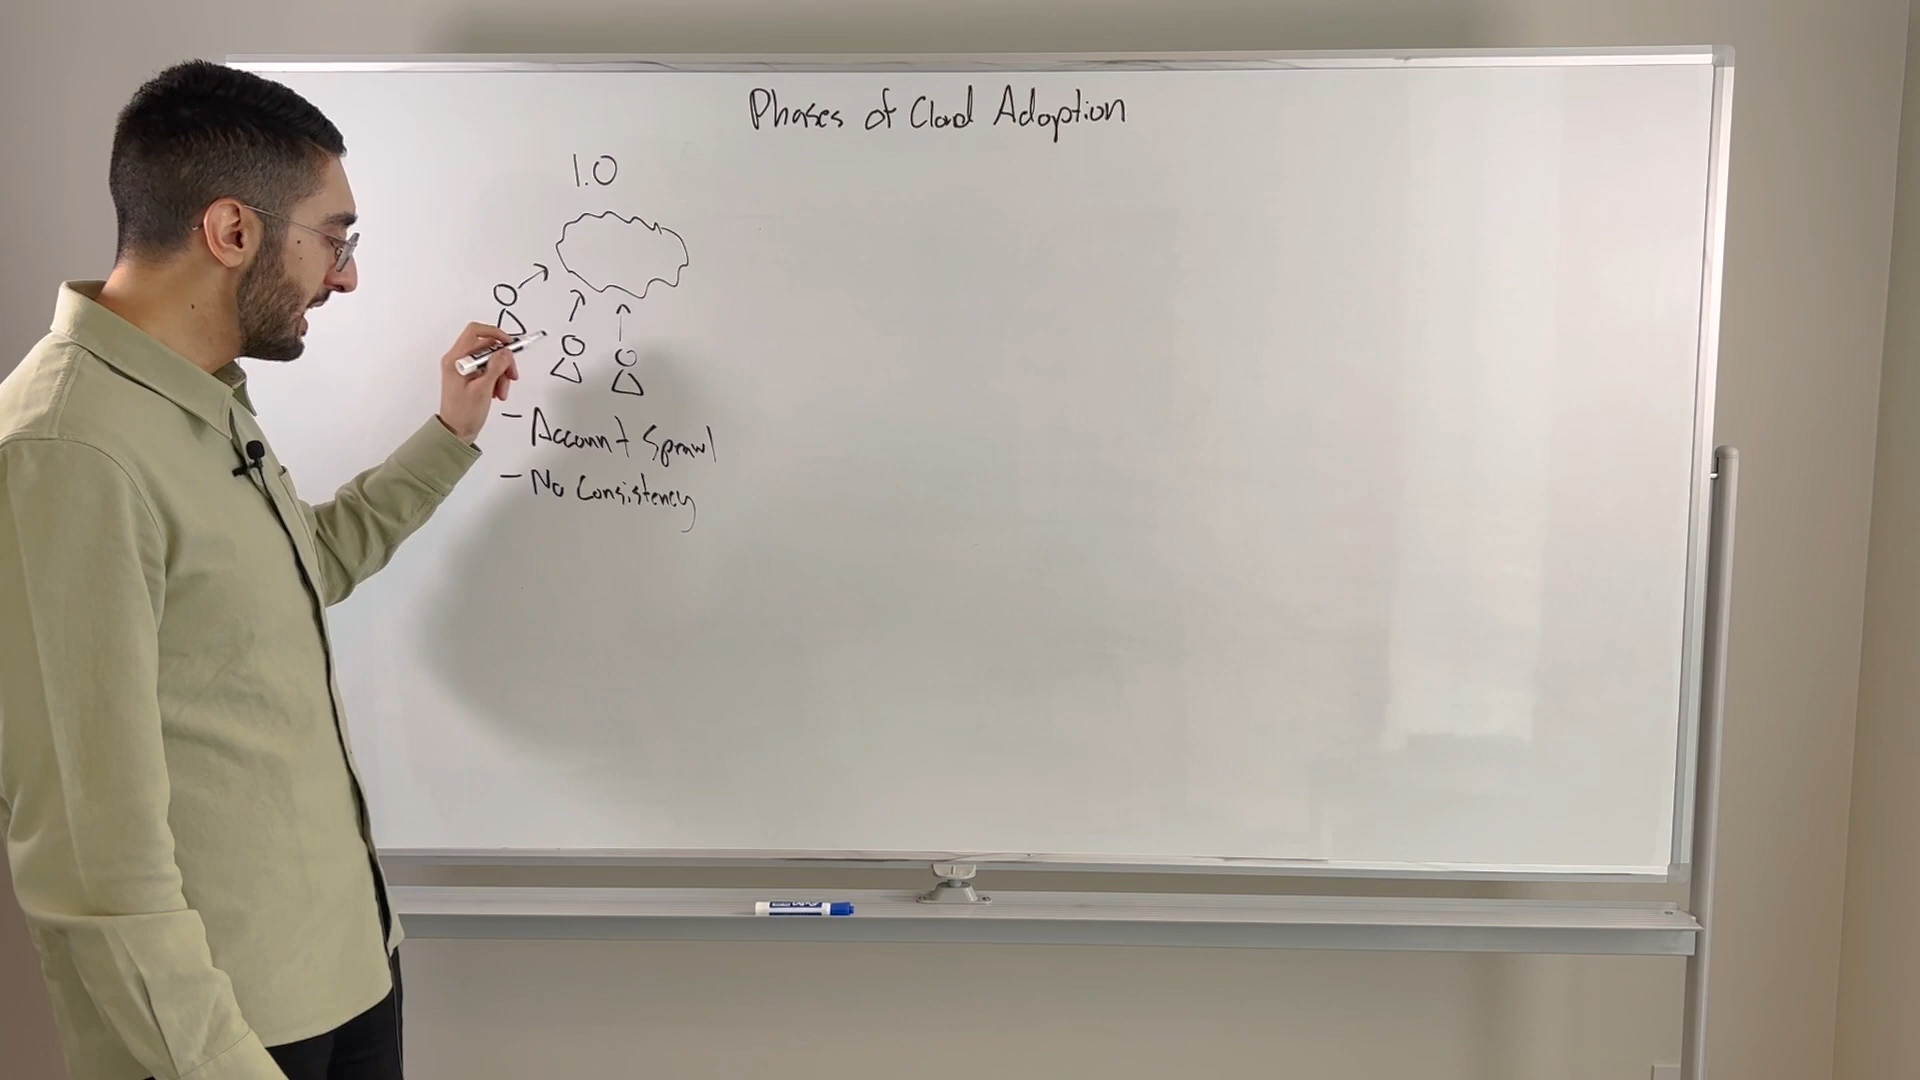 Phases of Cloud Adoption
1.0
- Account Sprawl
- No Consistency